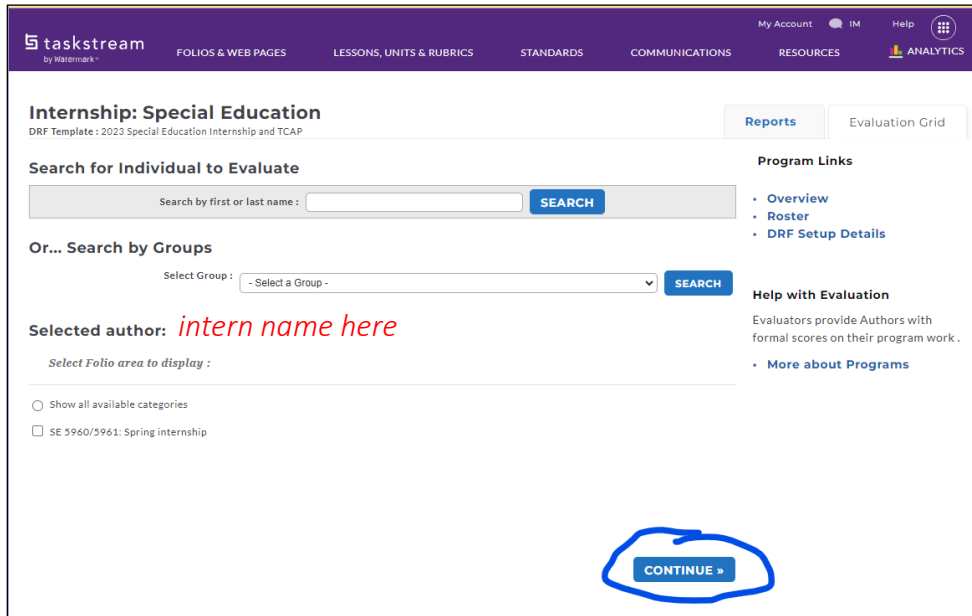 My Account IM Help
taskstream
by Watermark™
FOLIOS & WEB PAGES LESSONS, UNITS & RUBRICS STANDARDS COMMUNICATIONS RESOURCES ANALYTICS
Internship: Special Education
DRF Template : 2023 Special Education Internship and TCAP
Reports Evaluation Grid
Search for Individual to Evaluate
Search by first or last name : SEARCH
Or... Search by Groups
Select Group : - Select a Group - SEARCH
Selected author: intern name here
Select Folio area to display :
Show all available categories
SE 5960/5961: Spring internship
CONTINUE »
Program Links
• Overview
• Roster
• DRF Setup Details
Help with Evaluation
Evaluators provide Authors with
formal scores on their program work .
• More about Programs